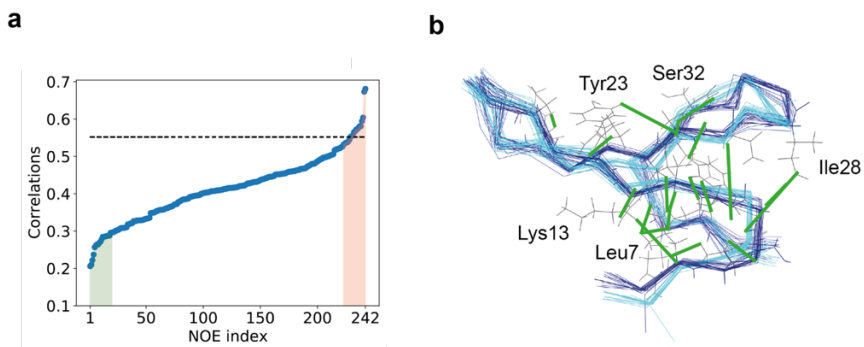 a
b
0.7
0.6
0.5
0.4
0.3
0.2
0.1
Correlations
1
50
100
150
200
242
NOE index
Tyr23
Ser32
Ile28
Lys13
Leu7